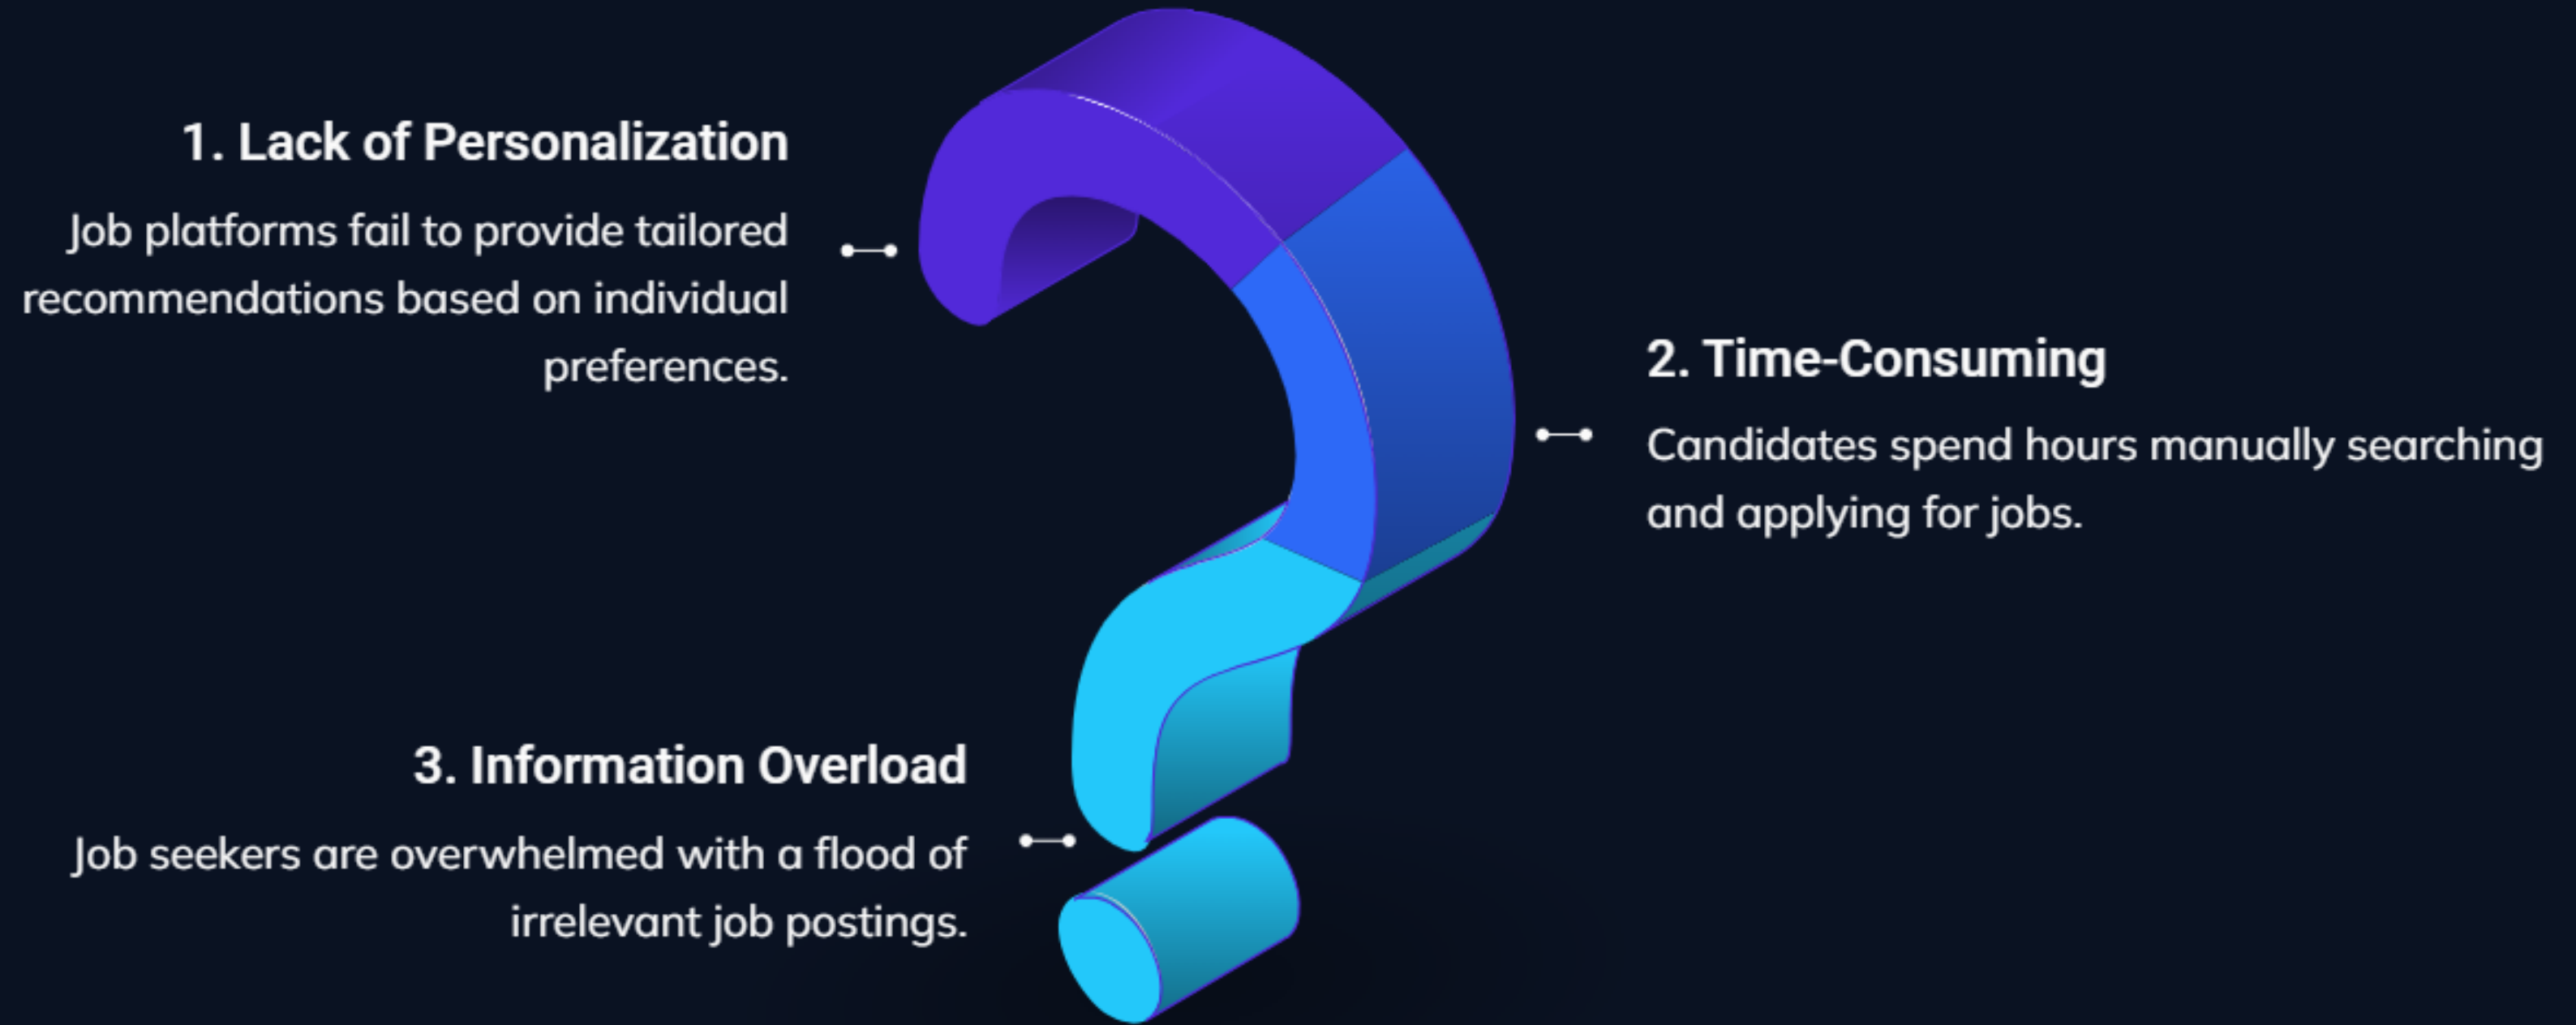 1. Lack of Personalization
Job platforms fail to provide tailored
recommendations based on individual
preferences.
2. Time-Consuming
Candidates spend hours manually searching
and applying for jobs.
3. Information Overload
Job seekers are overwhelmed with a flood of
irrelevant job postings.